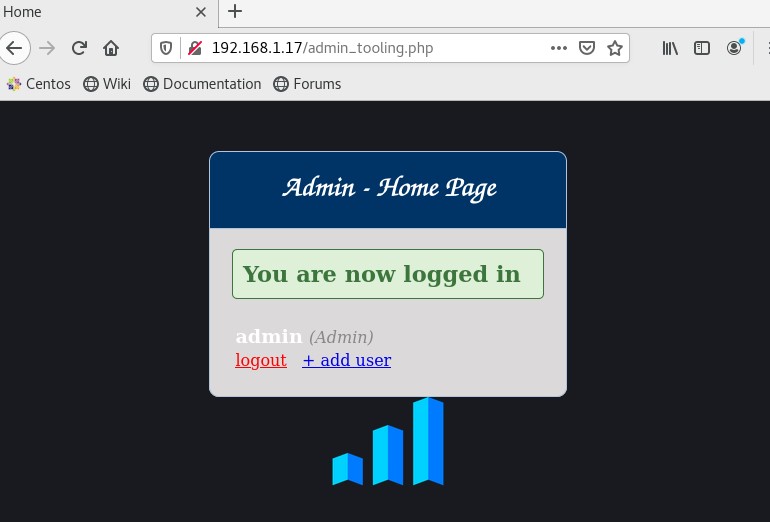 Home
192.168.1.17/admin_tooling.php
Centos Wiki Documentation Forums
Admin - Home Page
You are now logged in
admin (Admin)
logout + add user